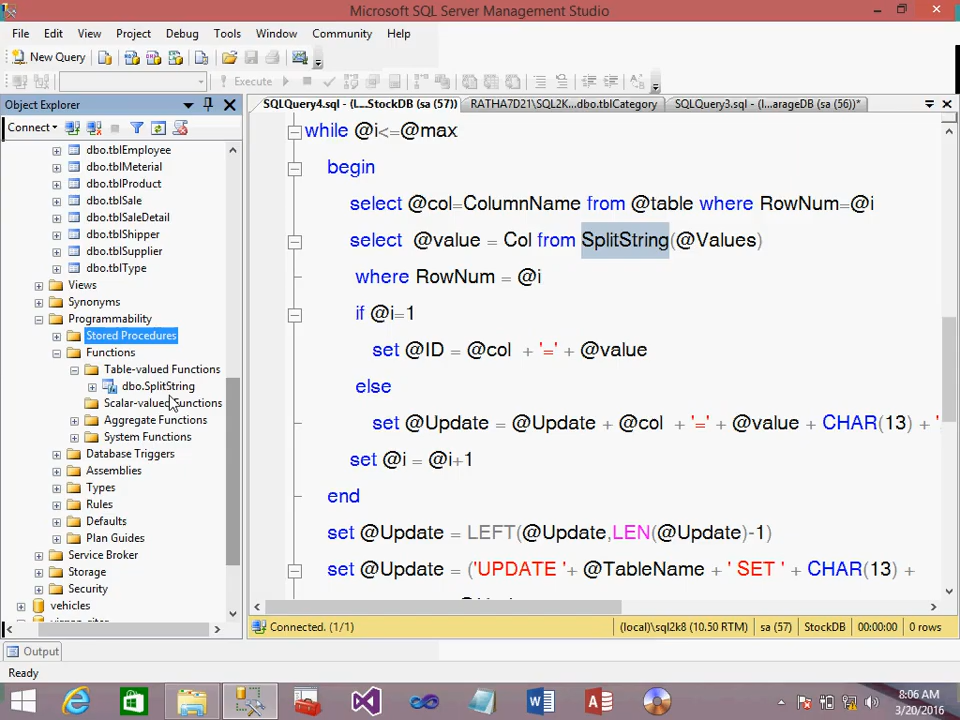 Microsoft SQL Server Management Studio
File Edit View Project Debug Tools Window Community Help
New Query
Execute
Object Explorer
SQLQuery4.sql - (l....StockDB (sa (57)) RATHA7D21\SQL2K...dbo.tblCategory SQLQuery3.sql - (l...arageDB (sa (56))*
Connect
dbo.tblEmployee
dbo.tblMeterial
dbo.tblProduct
dbo.tblSale
dbo.tblSaleDetail
dbo.tblShipper
dbo.tblSupplier
dbo.tblType
Views
Synonyms
Programmability
Stored Procedures
Functions
Table-valued Functions
dbo.SplitString
Scalar-valued Functions
Aggregate Functions
System Functions
Database Triggers
Assemblies
Types
Rules
Defaults
Plan Guides
Service Broker
Storage
Security
vehicles
while @i<=@max
begin
select @col=ColumnName from @table where RowNum=@i
select @value = Col from SplitString(@Values)
where RowNum = @i
if @i=1
set @ID = @col + '=' + @value
else
set @Update = @Update + @col + '=' + @value + CHAR(13) + '
set @i = @i+1
end
set @Update = LEFT(@Update,LEN(@Update)-1)
set @Update = ('UPDATE '+ @TableName + ' SET ' + CHAR(13) +
Connected. (1/1) (local)\sql2k8 (10.50 RTM) sa (57) StockDB 00:00:00 0 rows
Output
Ready
8:06 AM
3/20/2016